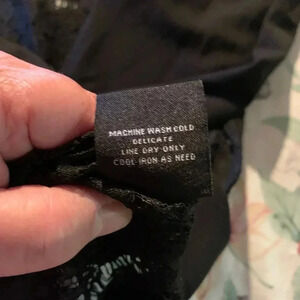 MACHINE WASH COLD
DELICATE
LINE DRY ONLY
COOL IRON AS NEED